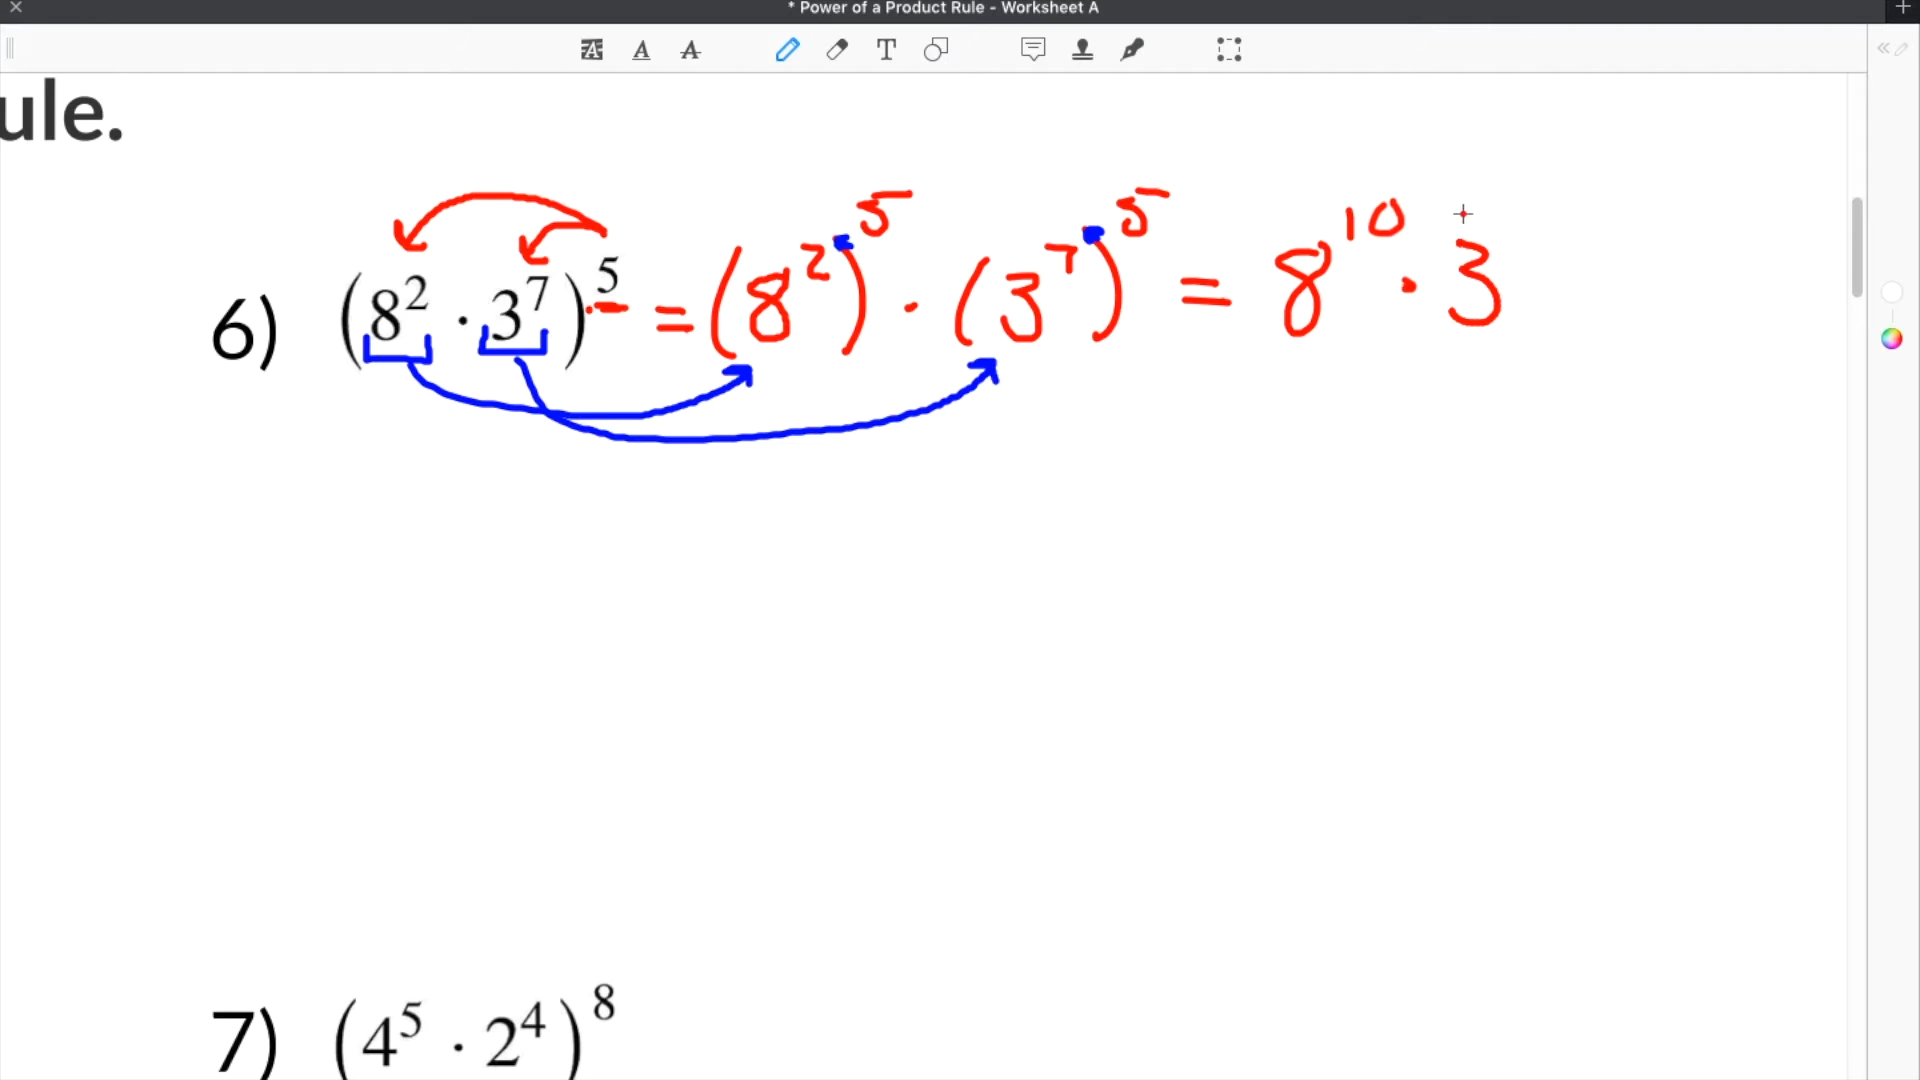 * Power of a Product Rule - Worksheet A
ule.
6) (8² · 3⁷)⁵ = (8²)⁵ · (3⁷)⁵ = 8¹⁰ · 3
7) (4⁵ · 2⁴)⁸